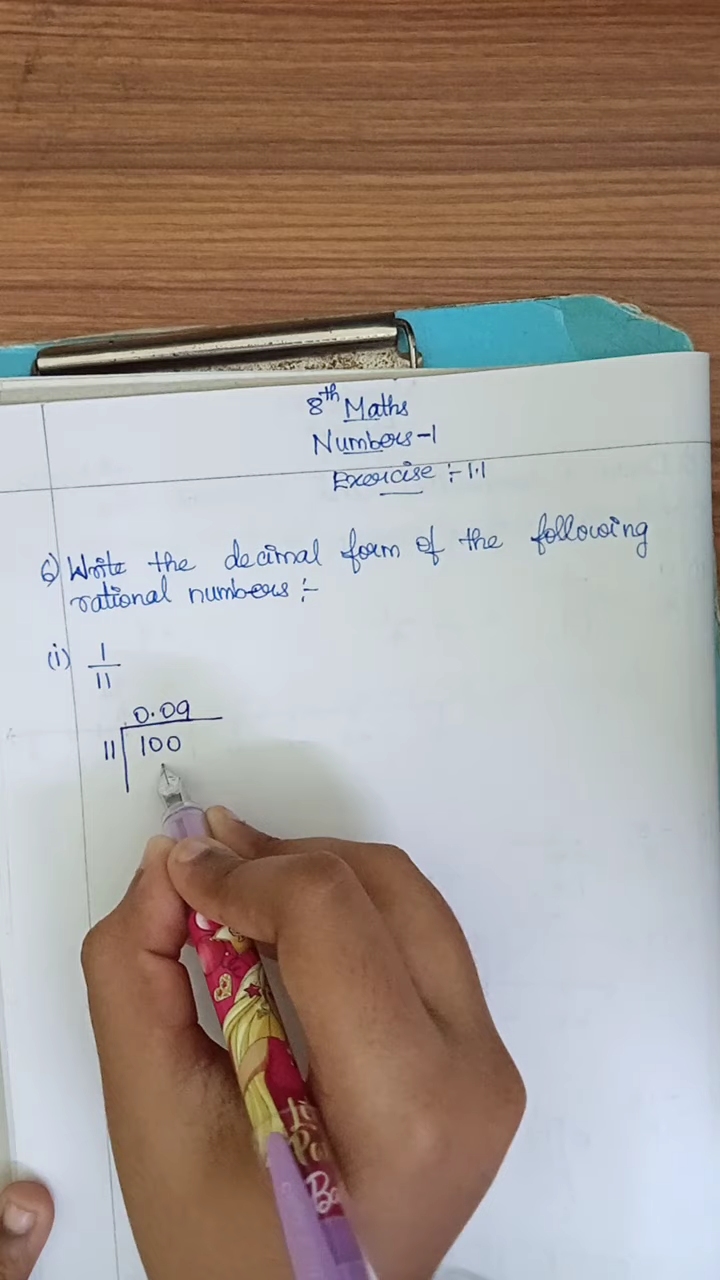 8th Maths
Numbers-1
Exercise :- 1.1
6) Write the decimal form of the following
rational numbers :-
(i) 1/11
0.09
11 100